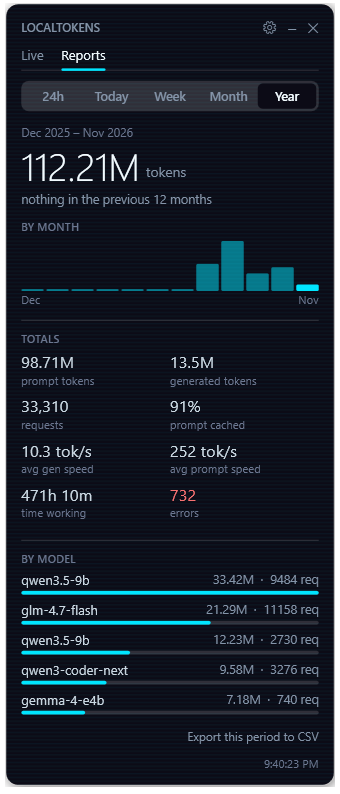 LOCALTOKENS
Live Reports
24h Today Week Month Year
Dec 2025 – Nov 2026
112.21M tokens
nothing in the previous 12 months
BY MONTH
Dec Nov
TOTALS
98.71M 13.5M
prompt tokens generated tokens
33,310 91%
requests prompt cached
10.3 tok/s 252 tok/s
avg gen speed avg prompt speed
471h 10m 732
time working errors
BY MODEL
qwen3.5-9b 33.42M · 9484 req
glm-4.7-flash 21.29M · 11158 req
qwen3.5-9b 12.23M · 2730 req
qwen3-coder-next 9.58M · 3276 req
gemma-4-e4b 7.18M · 740 req
Export this period to CSV
9:40:23 PM